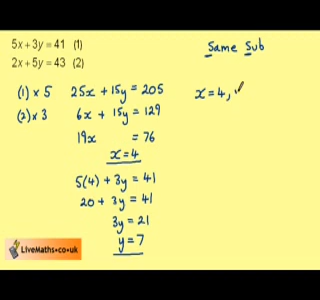 5x + 3y = 41 (1)
2x + 5y = 43 (2)
Same Sub
(1) × 5 25x + 15y = 205
(2) × 3 6x + 15y = 129
19x = 76
x = 4
5(4) + 3y = 41
20 + 3y = 41
3y = 21
y = 7
x = 4,
LiveMaths.co.uk